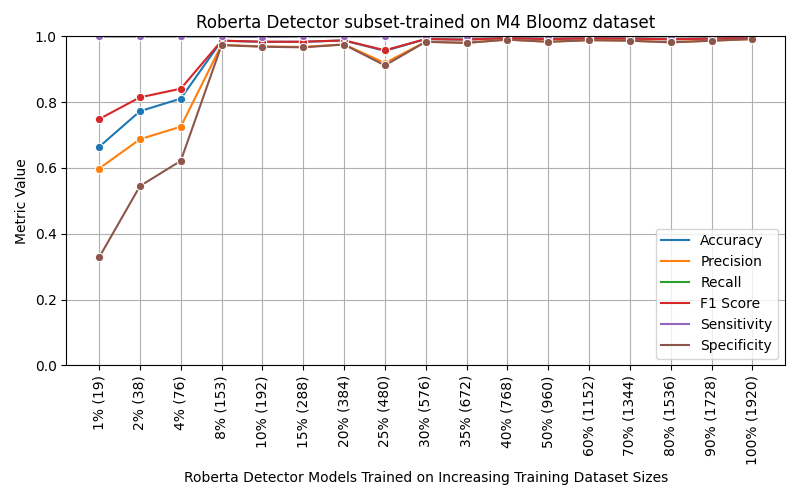 Roberta Detector subset-trained on M4 Bloomz dataset
Metric Value
1.0
0.8
0.6
0.4
0.2
0.0
Accuracy
Precision
Recall
F1 Score
Sensitivity
Specificity
1% (19)
2% (38)
4% (76)
8% (153)
10% (192)
15% (288)
20% (384)
25% (480)
30% (576)
35% (672)
40% (768)
50% (960)
60% (1152)
70% (1344)
80% (1536)
90% (1728)
100% (1920)
Roberta Detector Models Trained on Increasing Training Dataset Sizes